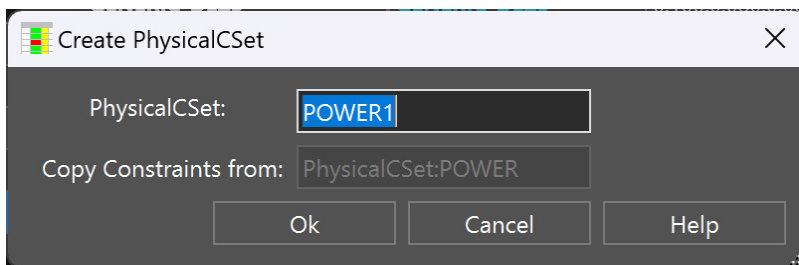 Create PhysicalCSet
PhysicalCSet: POWER1
Copy Constraints from: PhysicalCSet:POWER
Ok Cancel Help